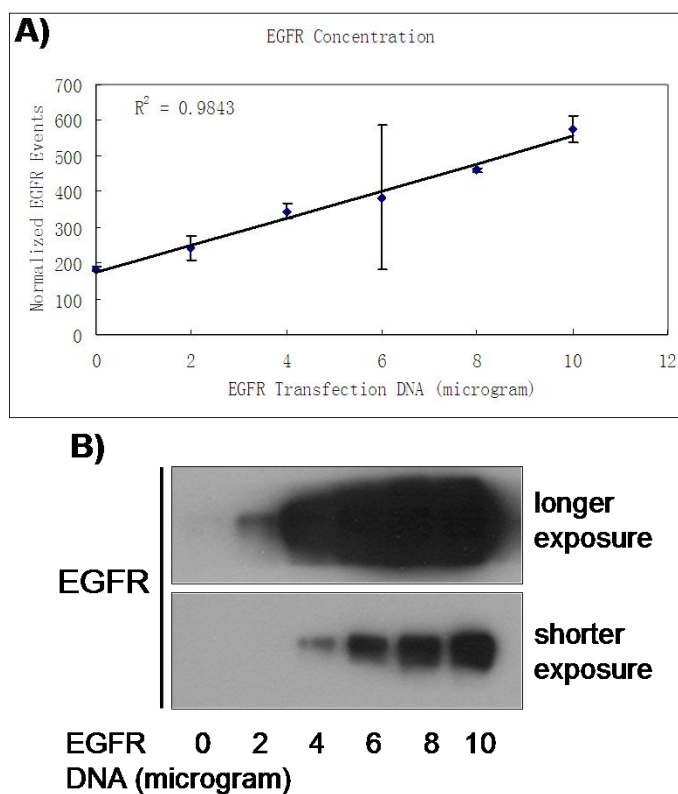 A)
EGFR Concentration
R² = 0.9843
Normalized EGFR Events
700
600
500
400
300
200
100
0
0 2 4 6 8 10 12
EGFR Transfection DNA (microgram)
B)
EGFR
longer
exposure
shorter
exposure
EGFR 0 2 4 6 8 10
DNA (microgram)